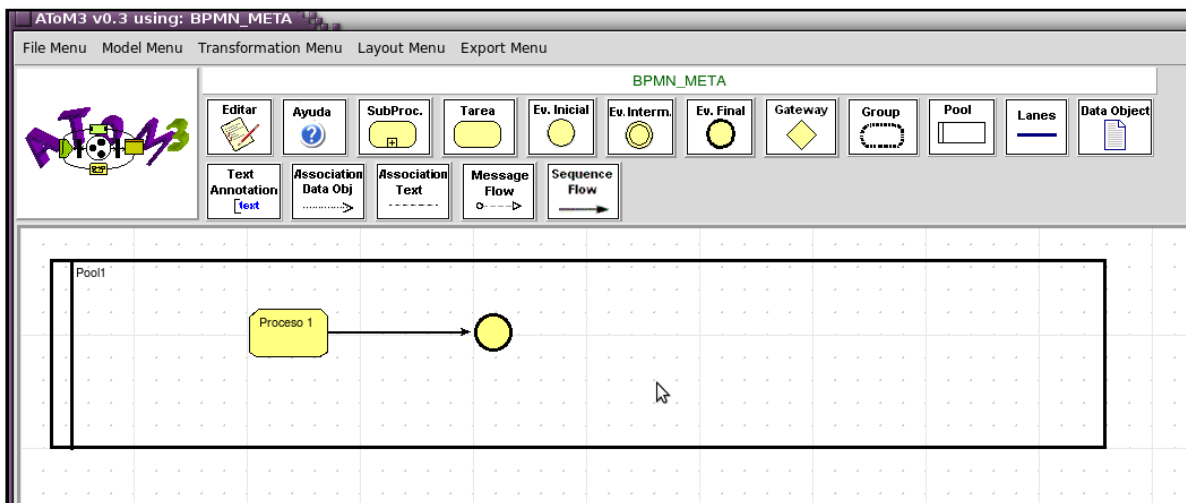 AToM3 v0.3 using: BPMN_META
File Menu Model Menu Transformation Menu Layout Menu Export Menu
BPMN_META
AToM3
Editar
Ayuda
SubProc.
Tarea
Ev. Inicial
Ev. Interm.
Ev. Final
Gateway
Group
Pool
Lanes
Data Object
Text
Annotation
[text
Association
Data Obj
Association
Text
Message
Flow
Sequence
Flow
Pool1
Proceso 1